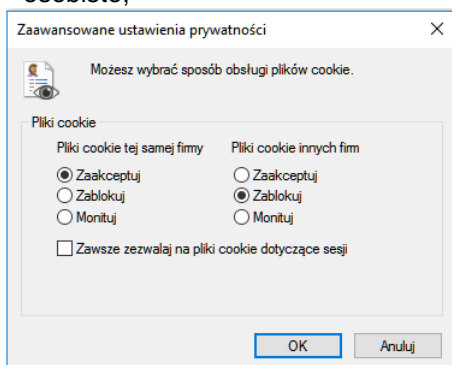 Zaawansowane ustawienia prywatności
Możesz wybrać sposób obsługi plików cookie.
Pliki cookie
Pliki cookie tej samej firmy Pliki cookie innych firm
Zaakceptuj Zaakceptuj
Zablokuj Zablokuj
Monituj Monituj
Zawsze zezwalaj na pliki cookie dotyczące sesji
OK Anuluj